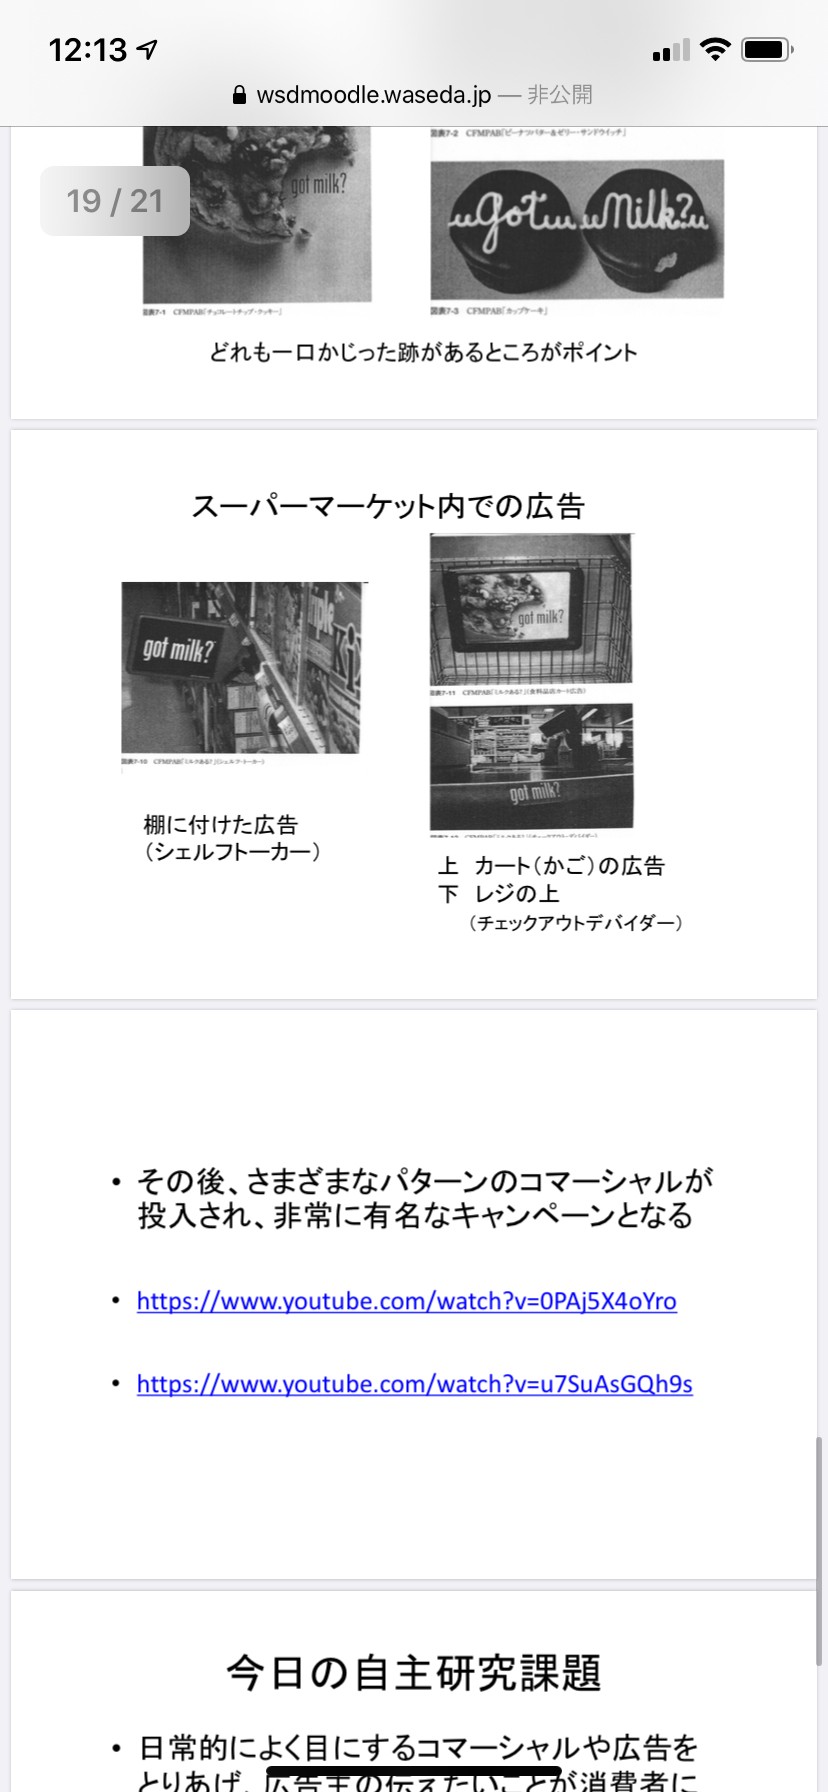 12:13
wsdmoodle.waseda.jp — 非公開
19 / 21
got milk?
図表7-1 CFMPAB「チョコレートチップ・クッキー」
図表7-2 CFMPAB「ピーナツバター&ゼリー・サンドウイッチ」
Got Milk?
図表7-3 CFMPAB「カップケーキ」
どれも一口かじった跡があるところがポイント
スーパーマーケット内での広告
got milk?
図表7-10 CFMPAB「ミルクある?」(シェルフ・トーカー)
棚に付けた広告
（シェルフトーカー）
got milk?
図表7-11 CFMPAB「ミルクある?」(食料品店カート広告)
got milk?
上 カート（かご）の広告
下 レジの上
（チェックアウトデバイダー）
• その後、さまざまなパターンのコマーシャルが
投入され、非常に有名なキャンペーンとなる
• https://www.youtube.com/watch?v=0PAj5X4oYro
• https://www.youtube.com/watch?v=u7SuAsGQh9s
今日の自主研究課題
• 日常的によく目にするコマーシャルや広告を
とりあげ、広告主の伝えたいことが消費者に